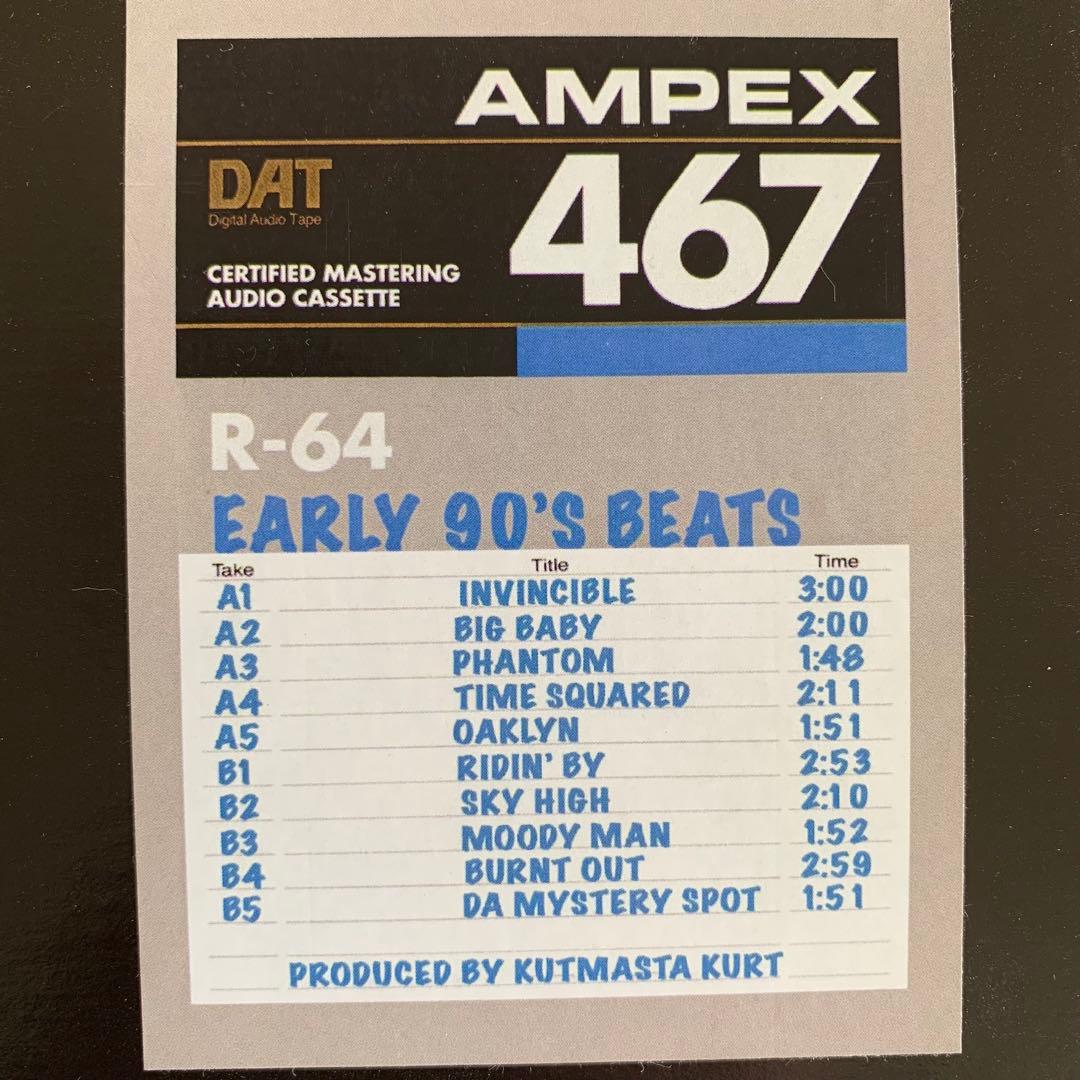 AMPEX
DAT
Digital Audio Tape
467
CERTIFIED MASTERING
AUDIO CASSETTE
R-64
EARLY 90'S BEATS
Take Title Time
A1 INVINCIBLE 3:00
A2 BIG BABY 2:00
A3 PHANTOM 1:48
A4 TIME SQUARED 2:11
A5 OAKLYN 1:51
B1 RIDIN' BY 2:53
B2 SKY HIGH 2:10
B3 MOODY MAN 1:52
B4 BURNT OUT 2:59
B5 DA MYSTERY SPOT 1:51
PRODUCED BY KUTMASTA KURT